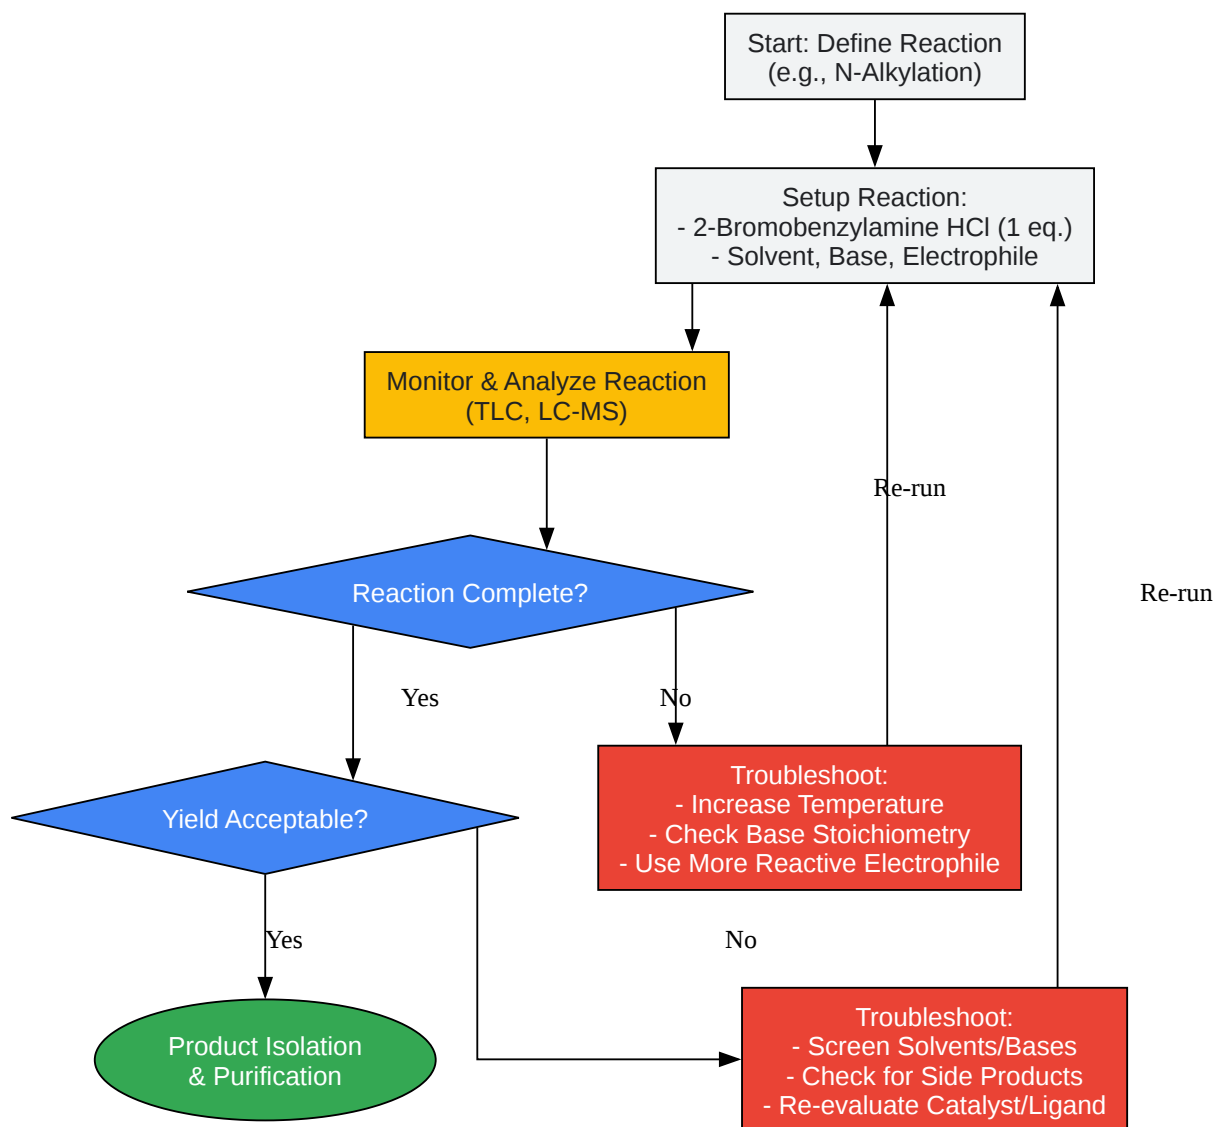 Start: Define Reaction
(e.g., N-Alkylation)
Setup Reaction:
- 2-Bromobenzylamine HCl (1 eq.)
- Solvent, Base, Electrophile
Monitor & Analyze Reaction
(TLC, LC-MS)
Re-run
Reaction Complete?
Re-run
Yes
No
Troubleshoot:
- Increase Temperature
- Check Base Stoichiometry
- Use More Reactive Electrophile
Yield Acceptable?
Yes
No
Product Isolation
& Purification
Troubleshoot:
- Screen Solvents/Bases
- Check for Side Products
- Re-evaluate Catalyst/Ligand